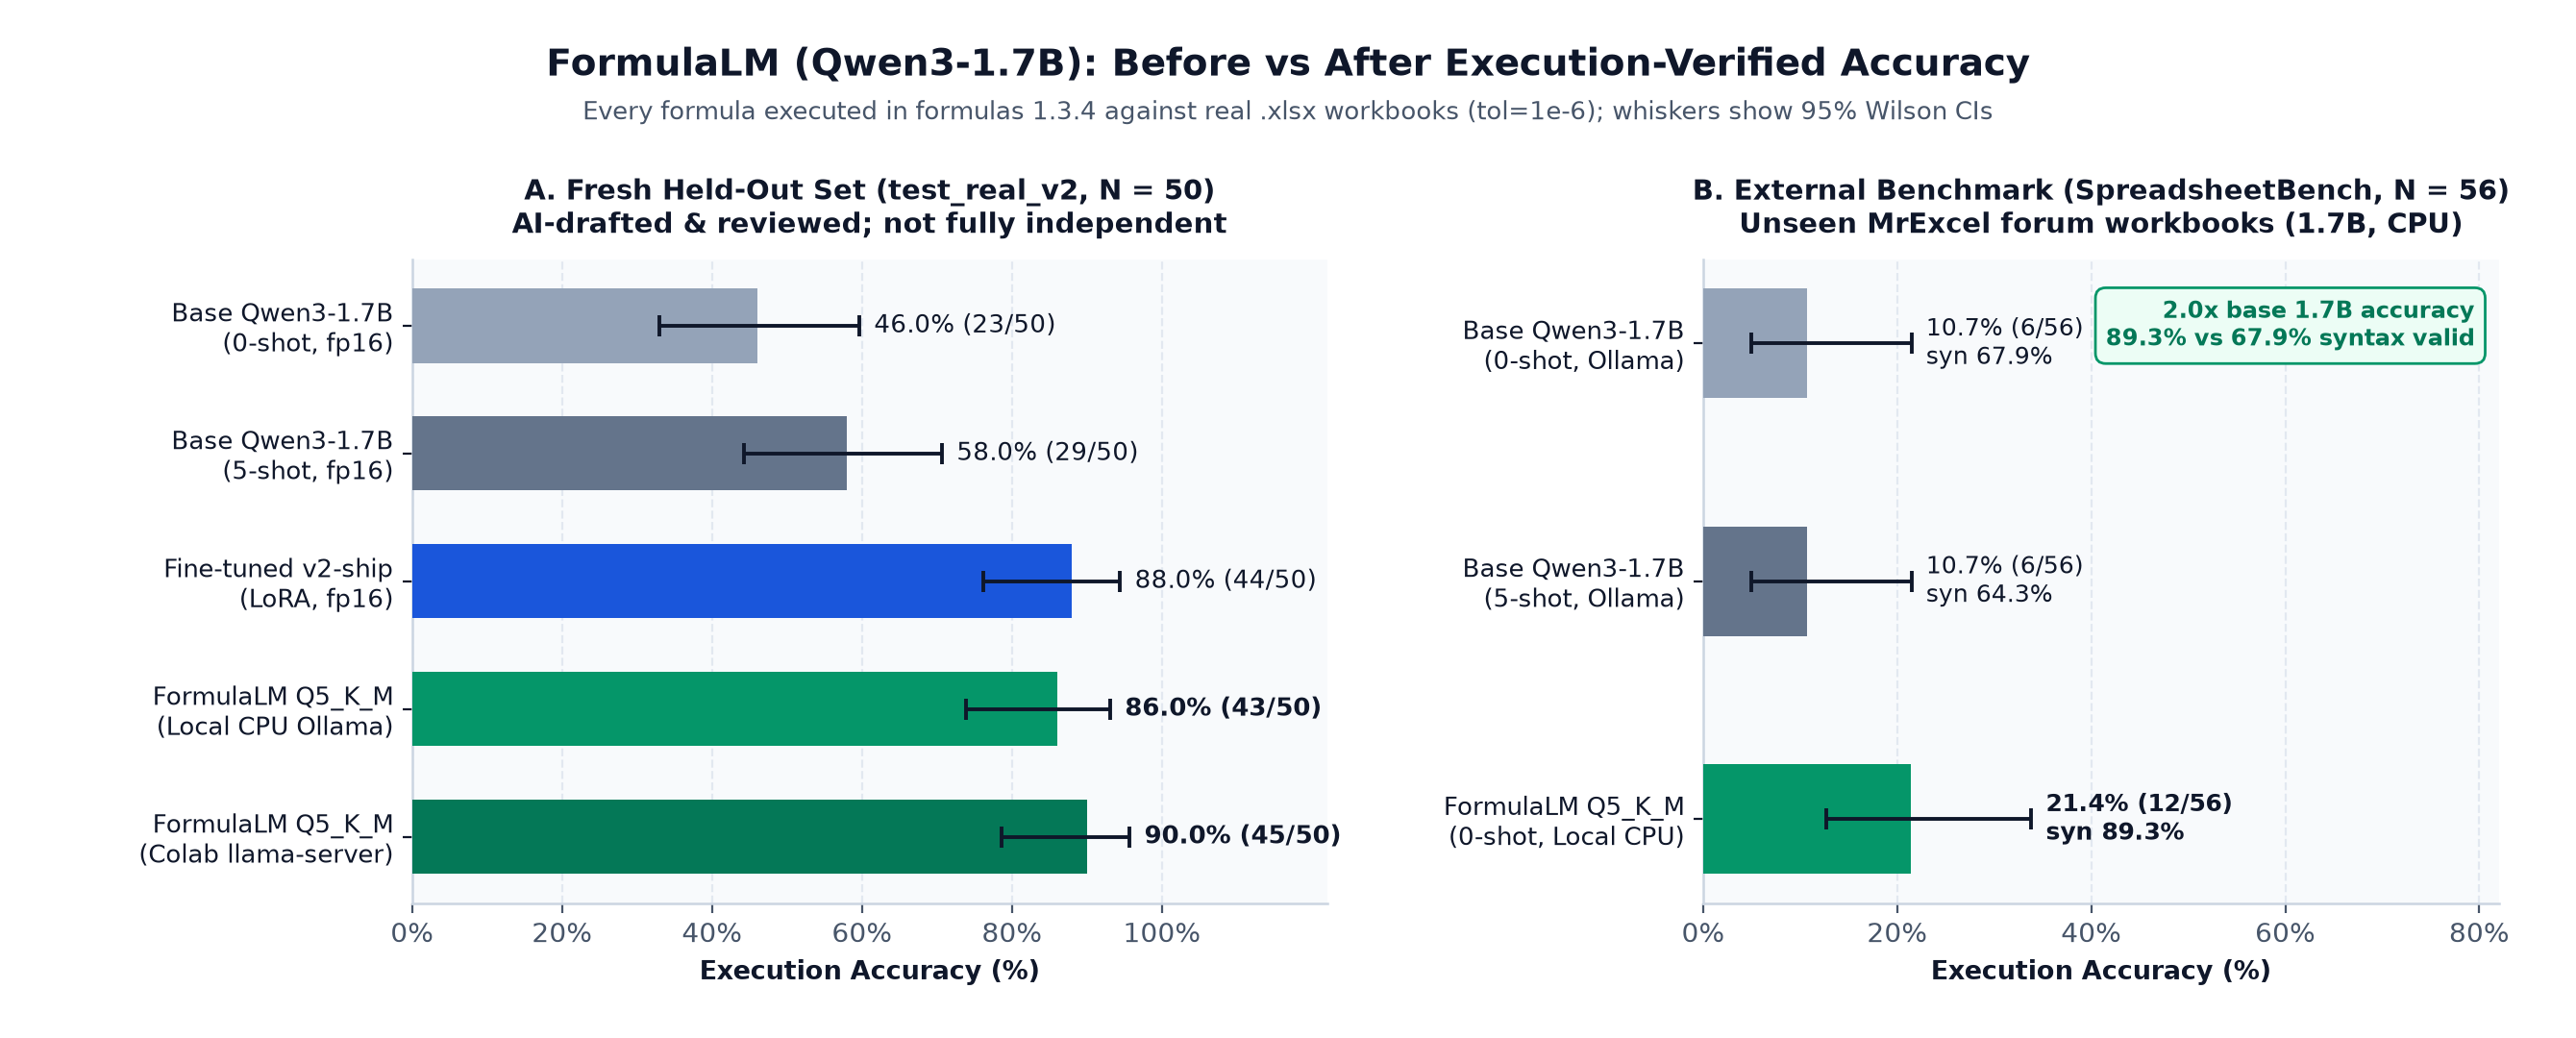 FormulaLM (Qwen3-1.7B): Before vs After Execution-Verified Accuracy
Every formula executed in formulas 1.3.4 against real .xlsx workbooks (tol=1e-6); whiskers show 95% Wilson CIs
A. Fresh Held-Out Set (test_real_v2, N = 50)
AI-drafted & reviewed; not fully independent
Base Qwen3-1.7B
(0-shot, fp16)
46.0% (23/50)
Base Qwen3-1.7B
(5-shot, fp16)
58.0% (29/50)
Fine-tuned v2-ship
(LoRA, fp16)
88.0% (44/50)
FormulaLM Q5_K_M
(Local CPU Ollama)
86.0% (43/50)
FormulaLM Q5_K_M
(Colab llama-server)
90.0% (45/50)
0% 20% 40% 60% 80% 100%
Execution Accuracy (%)
B. External Benchmark (SpreadsheetBench, N = 56)
Unseen MrExcel forum workbooks (1.7B, CPU)
Base Qwen3-1.7B
(0-shot, Ollama)
10.7% (6/56)
syn 67.9%
2.0x base 1.7B accuracy
89.3% vs 67.9% syntax valid
Base Qwen3-1.7B
(5-shot, Ollama)
10.7% (6/56)
syn 64.3%
FormulaLM Q5_K_M
(0-shot, Local CPU)
21.4% (12/56)
syn 89.3%
0% 20% 40% 60% 80%
Execution Accuracy (%)